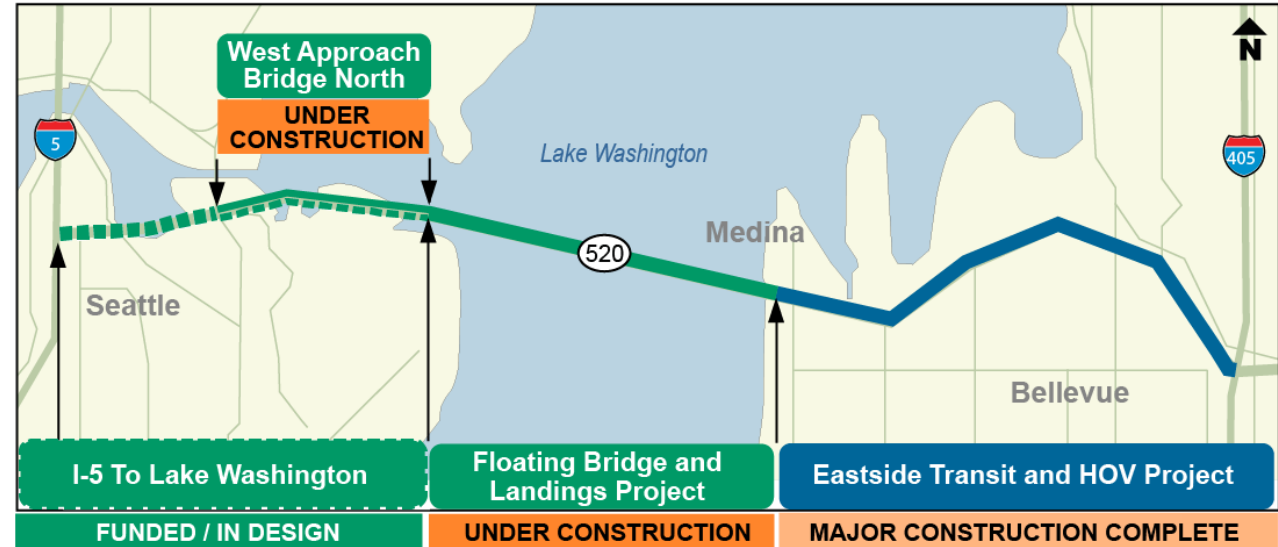 West Approach
Bridge North
UNDER
CONSTRUCTION
N
5
405
Lake Washington
Medina
520
Seattle
Bellevue
I-5 To Lake Washington
Floating Bridge and
Landings Project
Eastside Transit and HOV Project
FUNDED / IN DESIGN
UNDER CONSTRUCTION
MAJOR CONSTRUCTION COMPLETE